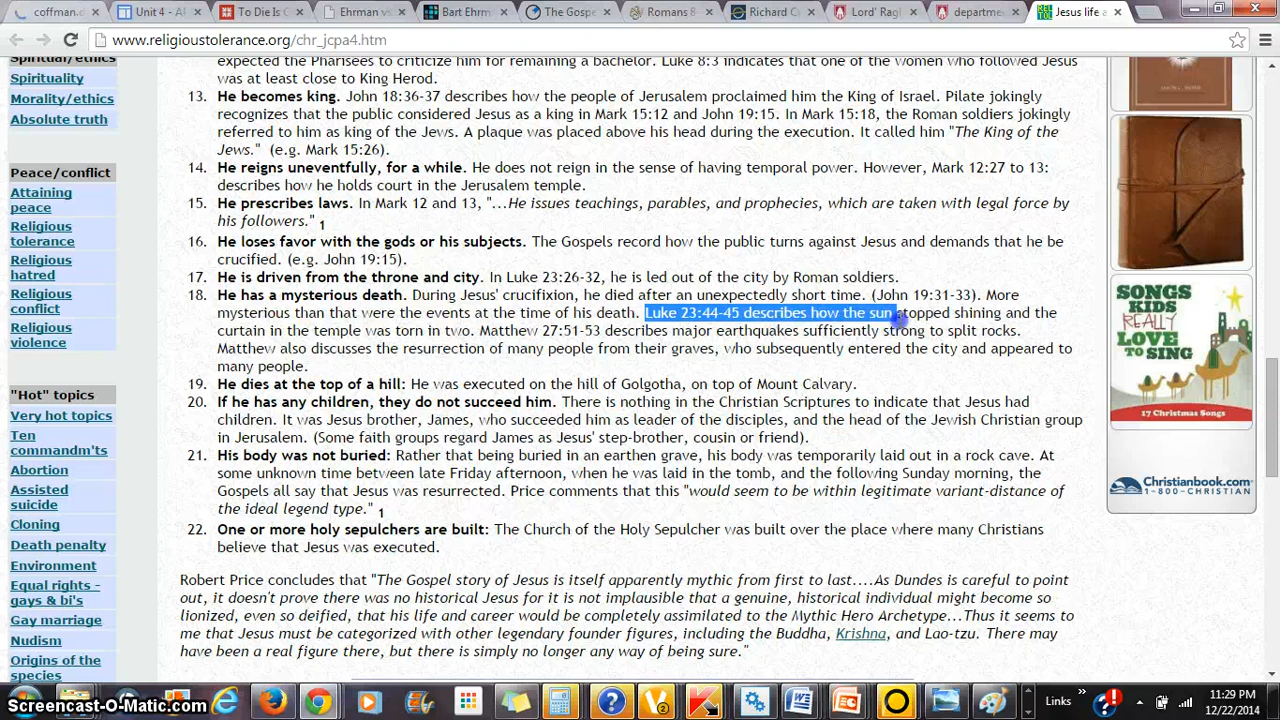 coffman.d
Unit 4 - A
To Die Is C
Ehrman vs
Bart Ehrm
The Gospe
Romans 8
Richard C
Lord' Rag
departme
Jesus life a
www.religioustolerance.org/chr_jcpa4.htm
Spiritual/ethics
Spirituality
Morality/ethics
Absolute truth
Peace/conflict
Attaining
peace
Religious
tolerance
Religious
hatred
Religious
conflict
Religious
violence
"Hot" topics
Very hot topics
Ten
commandm'ts
Abortion
Assisted
suicide
Cloning
Death penalty
Environment
Equal rights -
gays & bi's
Gay marriage
Nudism
Origins of the
species
expected the Pharisees to criticize him for remaining a bachelor. Luke 8:3 indicates that one of the women who followed Jesus
was at least close to King Herod.
13. He becomes king. John 18:36-37 describes how the people of Jerusalem proclaimed him the King of Israel. Pilate jokingly
recognizes that the public considered Jesus as a king in Mark 15:12 and John 19:15. In Mark 15:18, the Roman soldiers jokingly
referred to him as king of the Jews. A plaque was placed above his head during the execution. It called him "The King of the
Jews." (e.g. Mark 15:26).
14. He reigns uneventfully, for a while. He does not reign in the sense of having temporal power. However, Mark 12:27 to 13:
describes how he holds court in the Jerusalem temple.
15. He prescribes laws. In Mark 12 and 13, "...He issues teachings, parables, and prophecies, which are taken with legal force by
his followers." 1
16. He loses favor with the gods or his subjects. The Gospels record how the public turns against Jesus and demands that he be
crucified. (e.g. John 19:15).
17. He is driven from the throne and city. In Luke 23:26-32, he is led out of the city by Roman soldiers.
18. He has a mysterious death. During Jesus' crucifixion, he died after an unexpectedly short time. (John 19:31-33). More
mysterious than that were the events at the time of his death. Luke 23:44-45 describes how the sun stopped shining and the
curtain in the temple was torn in two. Matthew 27:51-53 describes major earthquakes sufficiently strong to split rocks.
Matthew also discusses the resurrection of many people from their graves, who subsequently entered the city and appeared to
many people.
19. He dies at the top of a hill: He was executed on the hill of Golgotha, on top of Mount Calvary.
20. If he has any children, they do not succeed him. There is nothing in the Christian Scriptures to indicate that Jesus had
children. It was Jesus brother, James, who succeeded him as leader of the disciples, and the head of the Jewish Christian group
in Jerusalem. (Some faith groups regard James as Jesus' step-brother, cousin or friend).
21. His body was not buried: Rather that being buried in an earthen grave, his body was temporarily laid out in a rock cave. At
some unknown time between late Friday afternoon, when he was laid in the tomb, and the following Sunday morning, the
Gospels all say that Jesus was resurrected. Price comments that this "would seem to be within legitimate variant-distance of
the ideal legend type." 1
22. One or more holy sepulchers are built: The Church of the Holy Sepulcher was built over the place where many Christians
believe that Jesus was executed.
Robert Price concludes that "The Gospel story of Jesus is itself apparently mythic from first to last....As Dundes is careful to point
out, it doesn't prove there was no historical Jesus for it is not implausible that a genuine, historical individual might become so
lionized, even so deified, that his life and career would be completely assimilated to the Mythic Hero Archetype...Thus it seems to
me that Jesus must be categorized with other legendary founder figures, including the Buddha, Krishna, and Lao-tzu. There may
have been a real figure there, but there is simply no longer any way of being sure."
SONGS
KIDS
REALLY
LOVE TO
SING
17 Christmas Songs
Christianbook.com
1-800-CHRISTIAN
Screencast-O-Matic.com
Links
11:29 PM
12/22/2014